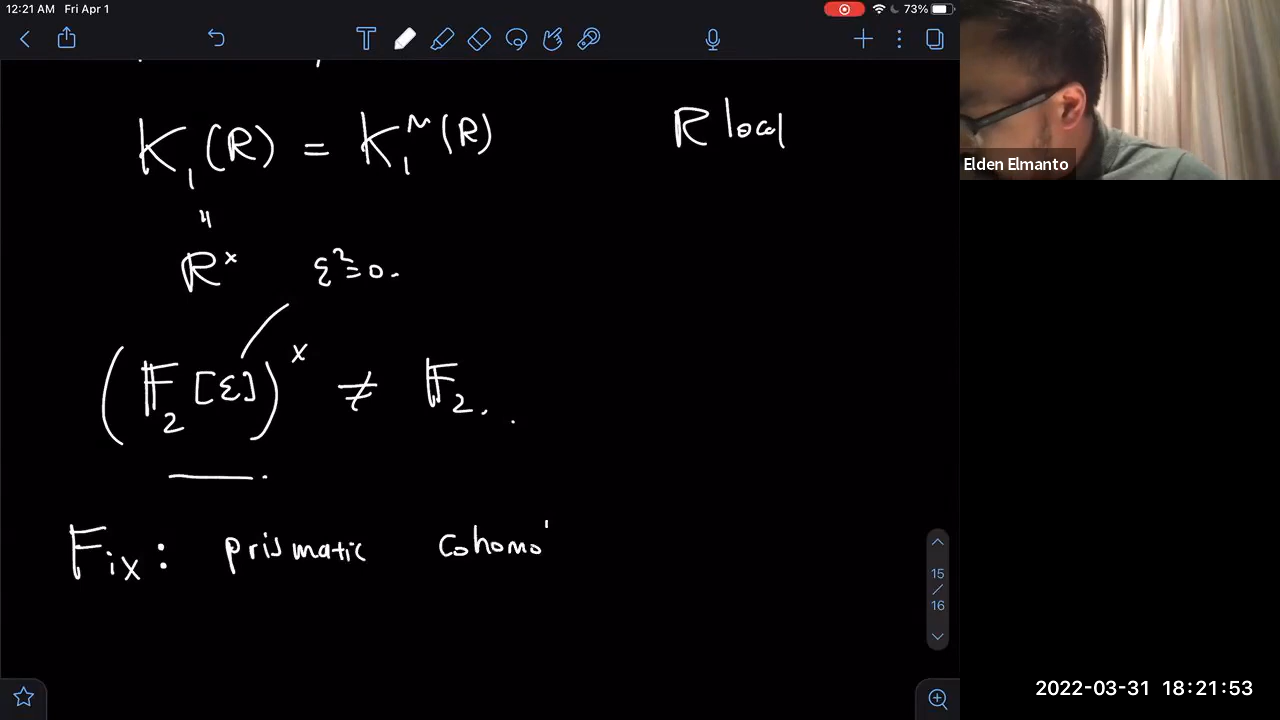 12:21 AM Fri Apr 1
73%
K₁(R) = K₁ᴹ(R) R local
"
R^× ε²=0.
(𝔽₂[ε])^× ≠ 𝔽₂.
Fix: prismatic cohomo
15
16
Elden Elmanto
2022-03-31 18:21:53